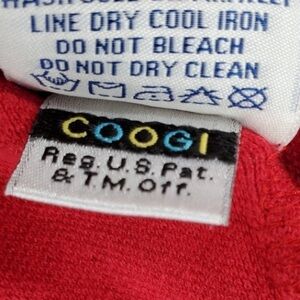 LINE DRY COOL IRON
DO NOT BLEACH
DO NOT DRY CLEAN
COOGI
Reg. U.S. Pat.
& T.M. Off.